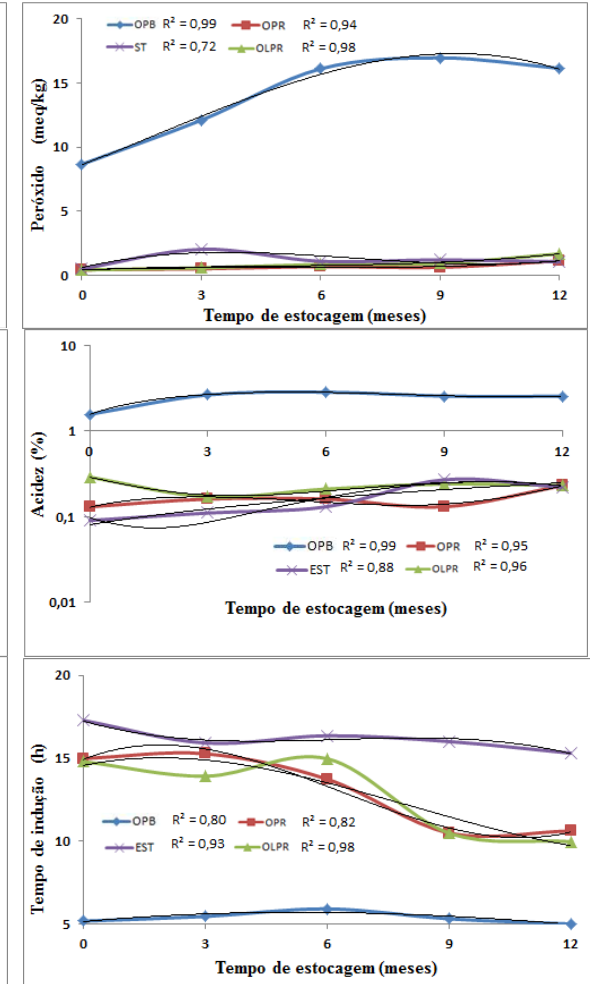 20
OPB R² = 0,99 OPR R² = 0,94
ST R² = 0,72 OLPR R² = 0,98
15
10
5
0
Peróxido (meq/kg)
0 3 6 9 12
Tempo de estocagem (meses)
10
1
0 3 6 9 12
0,1
OPB R² = 0,99 OPR R² = 0,95
EST R² = 0,88 OLPR R² = 0,96
0,01
Acidez (%)
Tempo de estocagem (meses)
20
15
10
OPB R² = 0,80 OPR R² = 0,82
EST R² = 0,93 OLPR R² = 0,98
5
Tempo de indução (h)
0 3 6 9 12
Tempo de estocagem (meses)